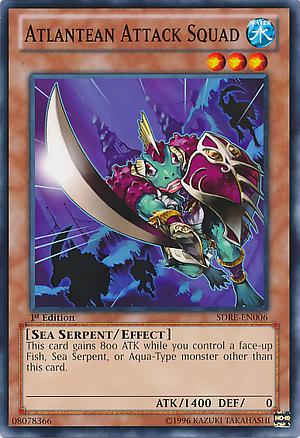 ATLANTEAN ATTACK SQUAD
WATER
水
SDRE-EN006
1st Edition
[SEA SERPENT/EFFECT]
This card gains 800 ATK while you control a face-up
Fish, Sea Serpent, or Aqua-Type monster other than
this card.
ATK/1400 DEF/ 0
08078366
©1996 KAZUKI TAKAHASHI